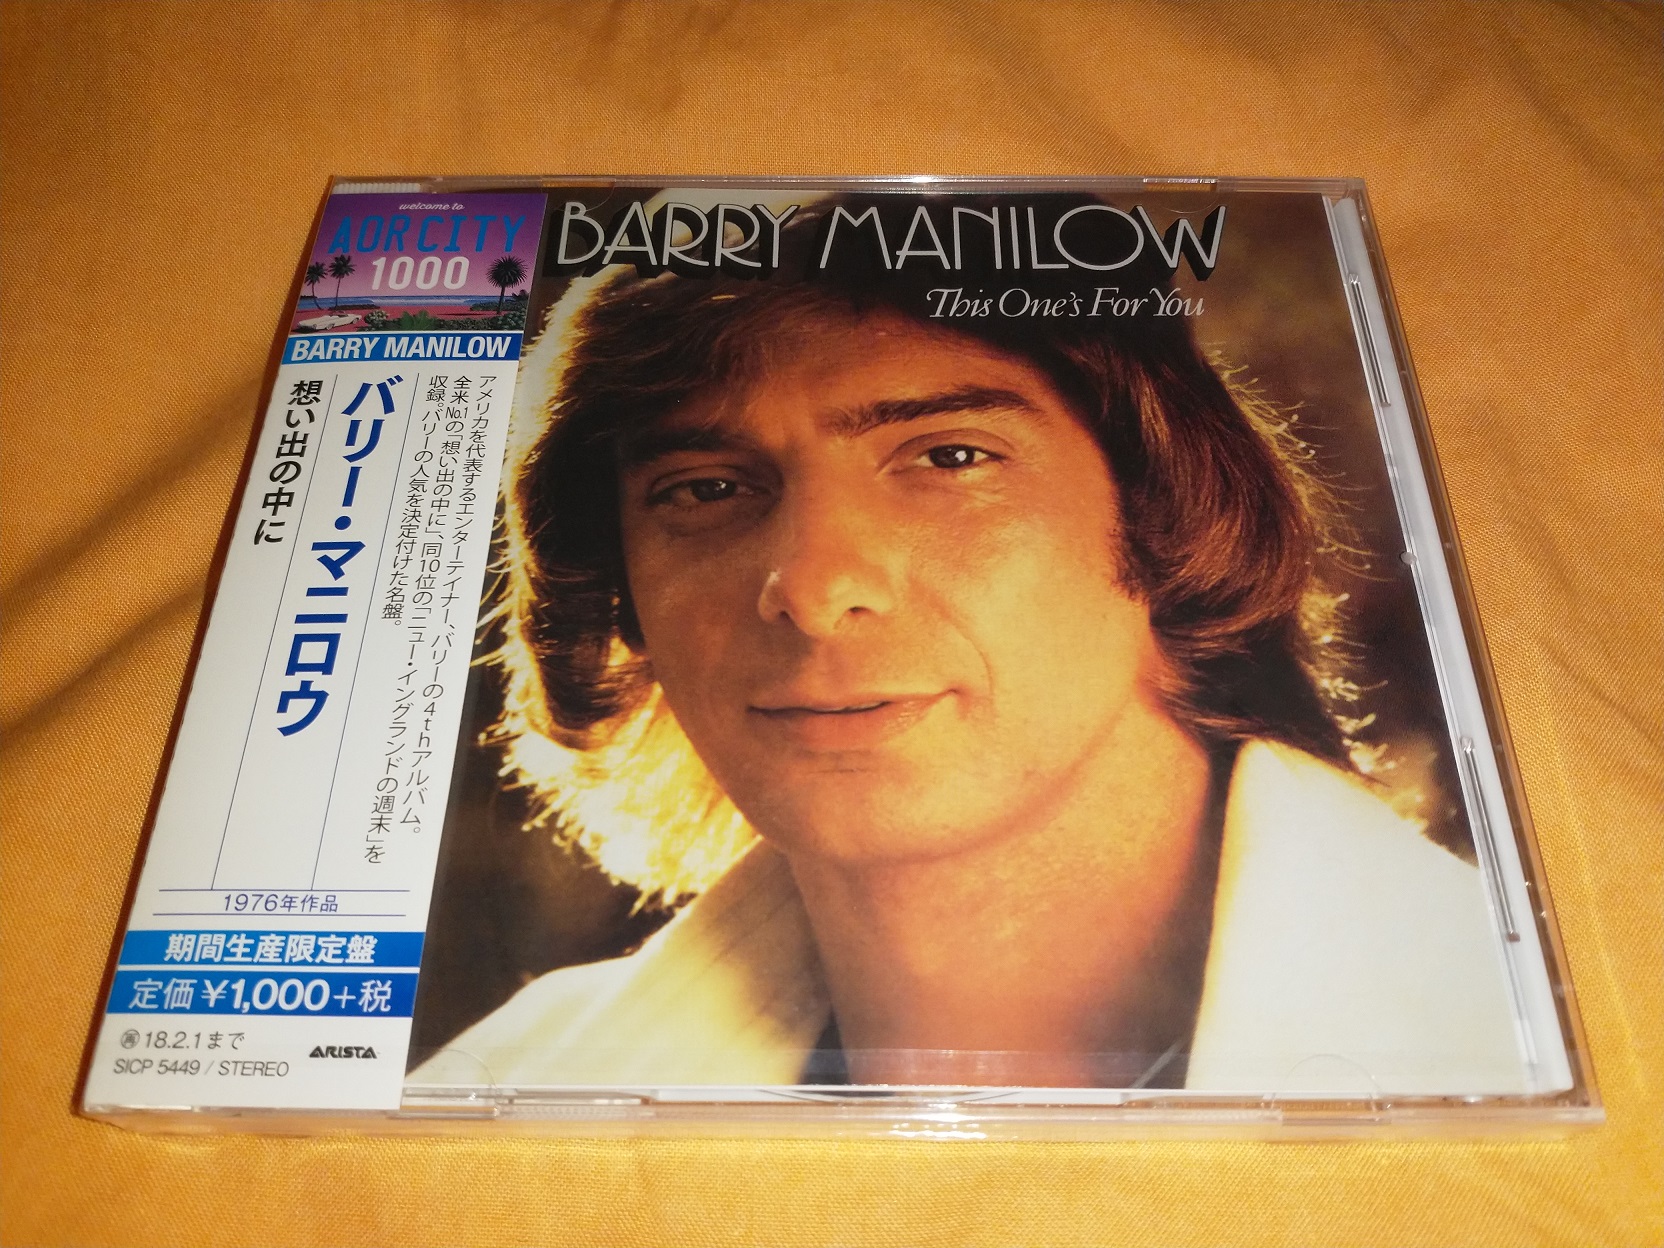 welcome to
AOR CITY
1000
BARRY MANILOW
アメリカを代表するエンターテイナー、バリーの4thアルバム。
全米No.1の「想い出の中に」、同10位の「ニュー・イングランドの週末」を
収録。バリーの人気を決定付けた名盤。
バリー・マニロウ
想い出の中に
1976年作品
期間生産限定盤
定価¥1,000+税
18.2.1まで
SICP 5449 / STEREO
ARISTA
BARRY MANILOW
This One's For You